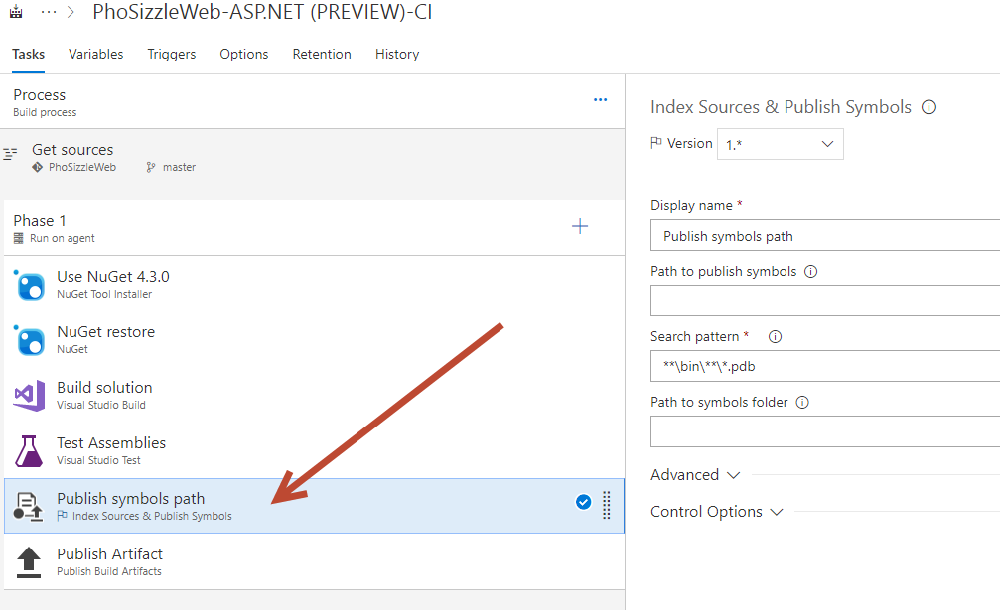 ··· > PhoSizzleWeb-ASP.NET (PREVIEW)-CI
Tasks Variables Triggers Options Retention History
Process
Build process
Get sources
PhoSizzleWeb master
Phase 1
Run on agent
Use NuGet 4.3.0
NuGet Tool Installer
NuGet restore
NuGet
Build solution
Visual Studio Build
Test Assemblies
Visual Studio Test
Publish symbols path
Index Sources & Publish Symbols
Publish Artifact
Publish Build Artifacts
Index Sources & Publish Symbols
Version 1.*
Display name *
Publish symbols path
Path to publish symbols
Search pattern *
**\bin\**\*.pdb
Path to symbols folder
Advanced
Control Options